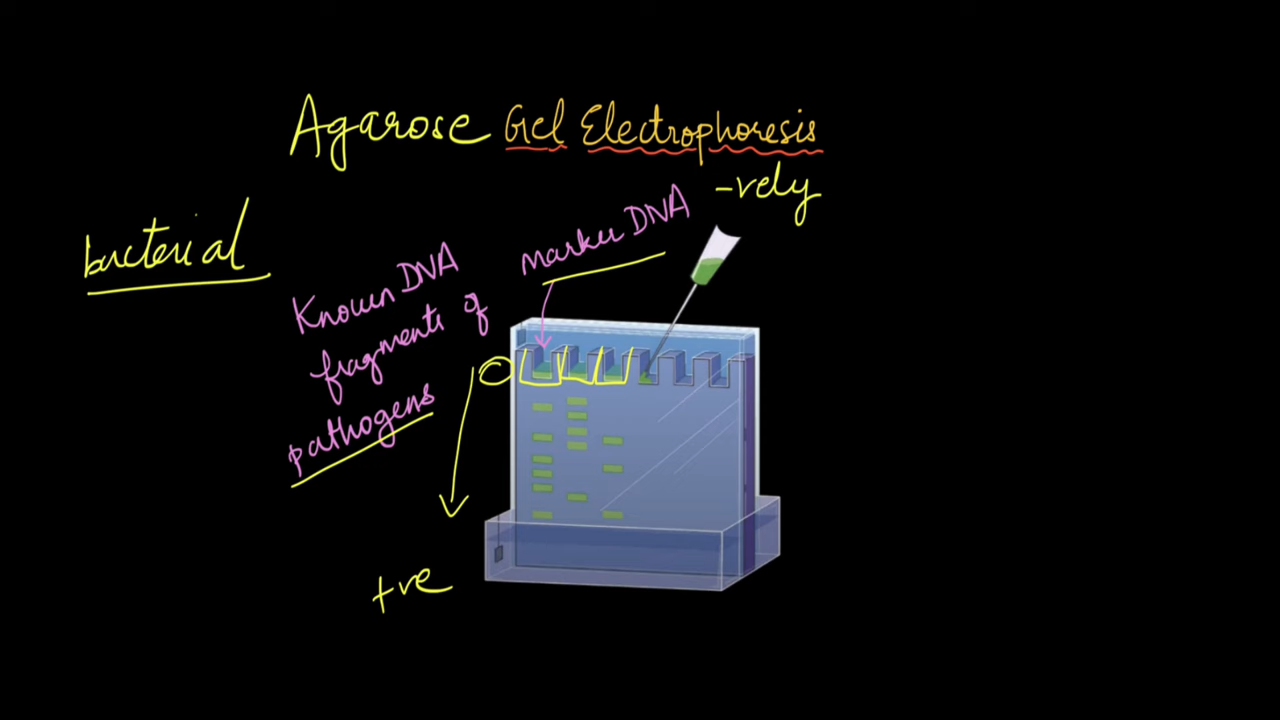 Agarose Gel Electrophoresis
-vely
marker DNA
bacterial
Known DNA
fragments of
pathogens
+ve